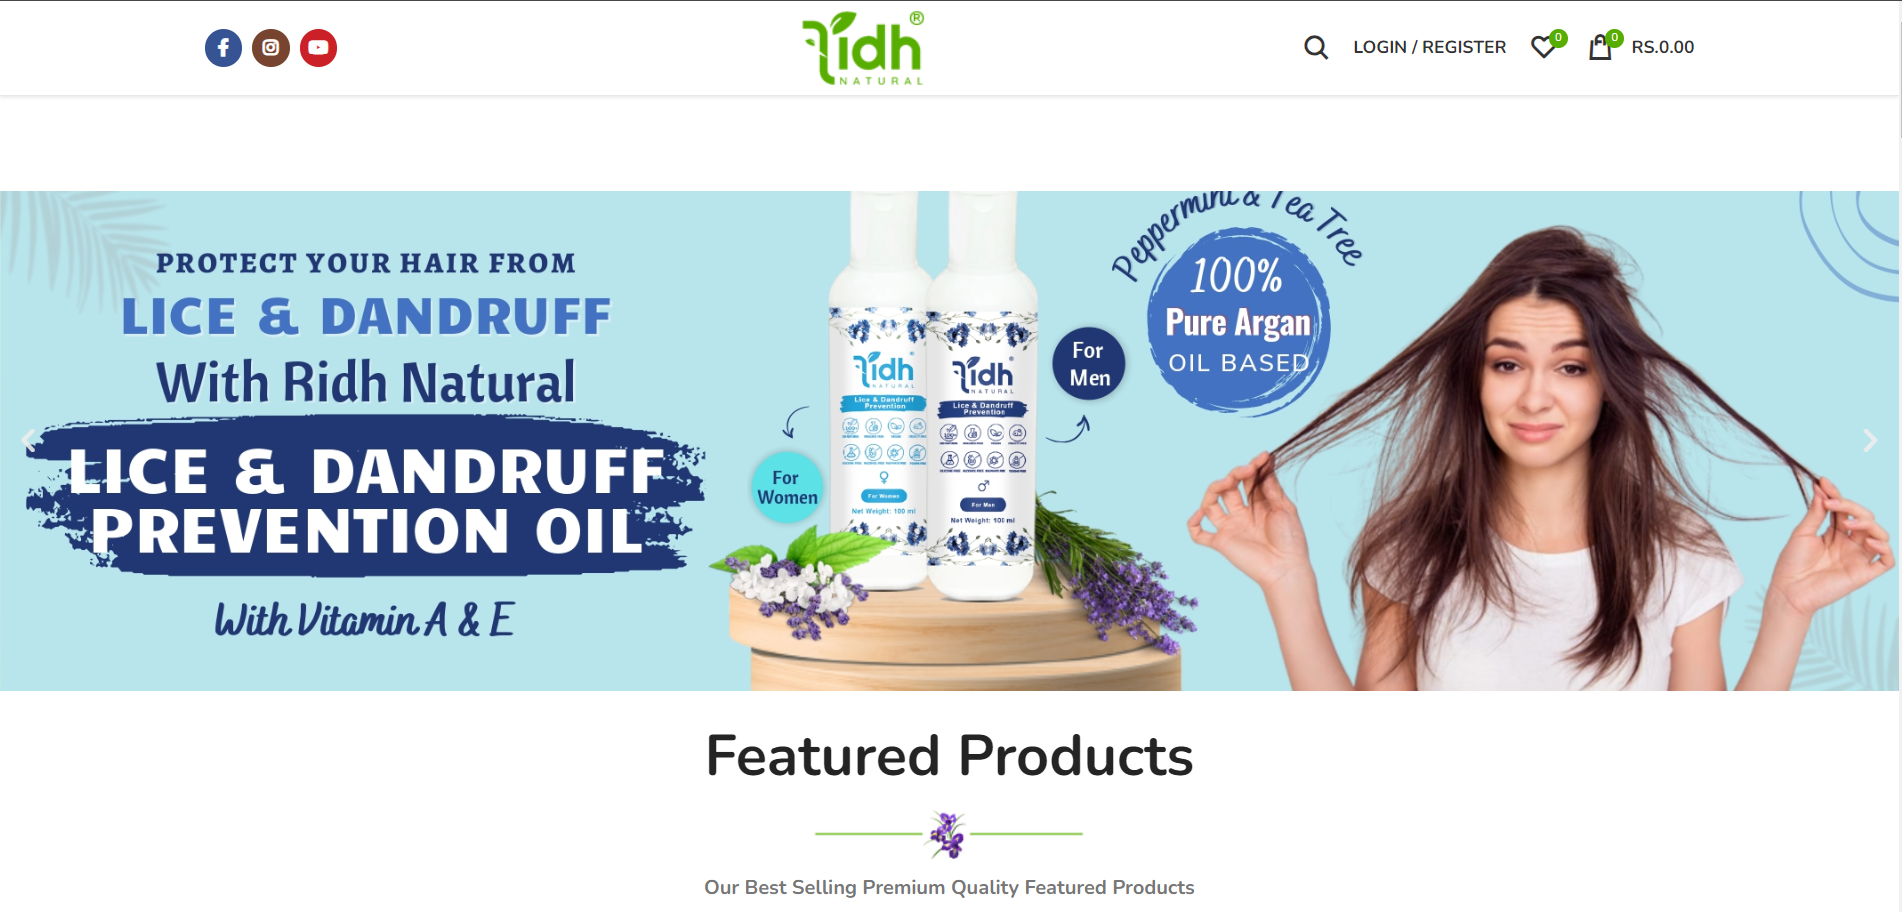 Ridh®
NATURAL
LOGIN / REGISTER
0
0
RS.0.00
PROTECT YOUR HAIR FROM
LICE & DANDRUFF
With Ridh Natural
LICE & DANDRUFF
PREVENTION OIL
With Vitamin A & E
Ridh
NATURAL
Lice & Dandruff
Prevention
For Women
Net Weight: 100 ml
Ridh
NATURAL
Lice & Dandruff
Prevention
For Men
Net Weight: 100 ml
For
Women
For
Men
Peppermint & Tea Tree
100%
Pure Argan
OIL BASED
Featured Products
Our Best Selling Premium Quality Featured Products